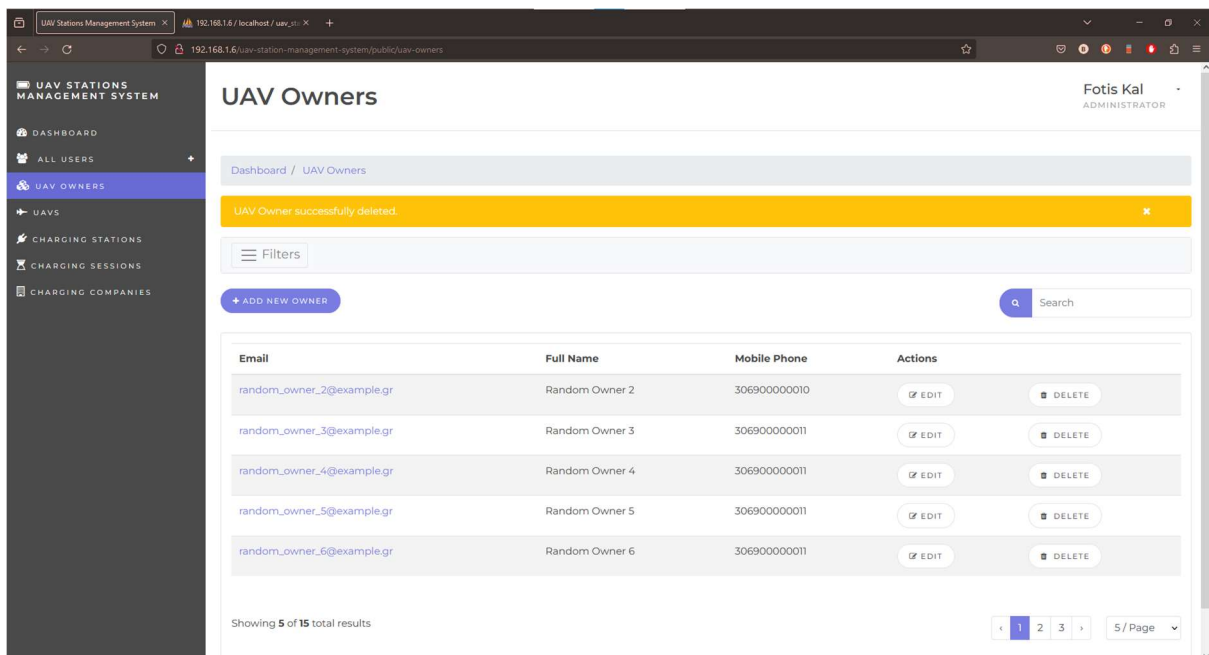 UAV Stations Management System
192.168.1.6 / localhost / uav_st
192.168.1.6/uav-station-management-system/public/uav-owners
UAV STATIONS
MANAGEMENT SYSTEM
DASHBOARD
ALL USERS +
UAV OWNERS
UAVS
CHARGING STATIONS
CHARGING SESSIONS
CHARGING COMPANIES
UAV Owners
Fotis Kal
ADMINISTRATOR
Dashboard / UAV Owners
UAV Owner successfully deleted.
Filters
+ ADD NEW OWNER
Search
Email Full Name Mobile Phone Actions
random_owner_2@example.gr Random Owner 2 306900000010 EDIT DELETE
random_owner_3@example.gr Random Owner 3 306900000011 EDIT DELETE
random_owner_4@example.gr Random Owner 4 306900000011 EDIT DELETE
random_owner_5@example.gr Random Owner 5 306900000011 EDIT DELETE
random_owner_6@example.gr Random Owner 6 306900000011 EDIT DELETE
Showing 5 of 15 total results
‹ 1 2 3 › 5 / Page